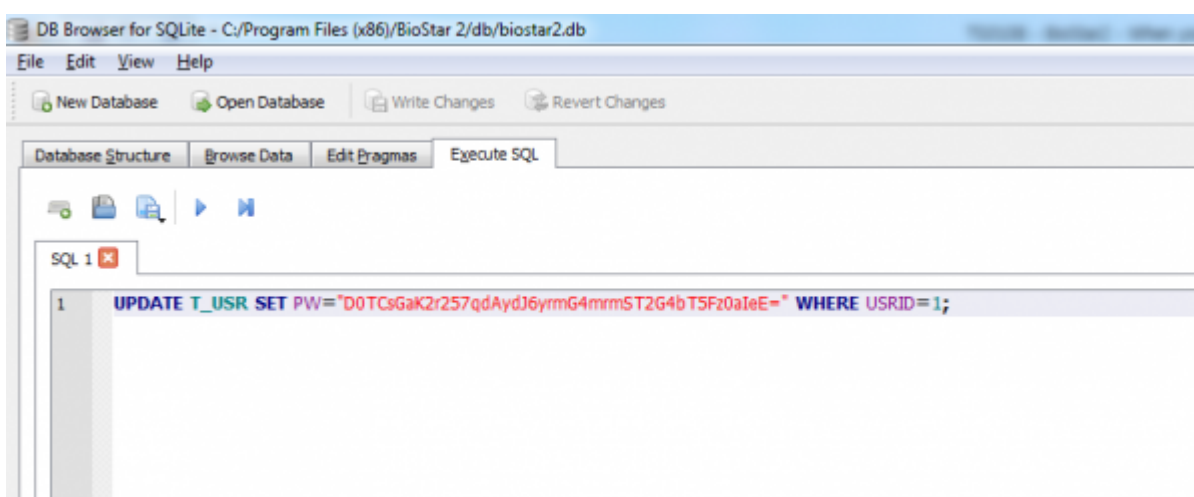 DB Browser for SQLite - C:/Program Files (x86)/BioStar 2/db/biostar2.db
File Edit View Help
New Database Open Database Write Changes Revert Changes
Database Structure Browse Data Edit Pragmas Execute SQL
SQL 1
1 UPDATE T_USR SET PW="D0TCsGaK2r257qdAydJ6yrmG4mrmST2G4bT5Fz0aIeE=" WHERE USRID=1;